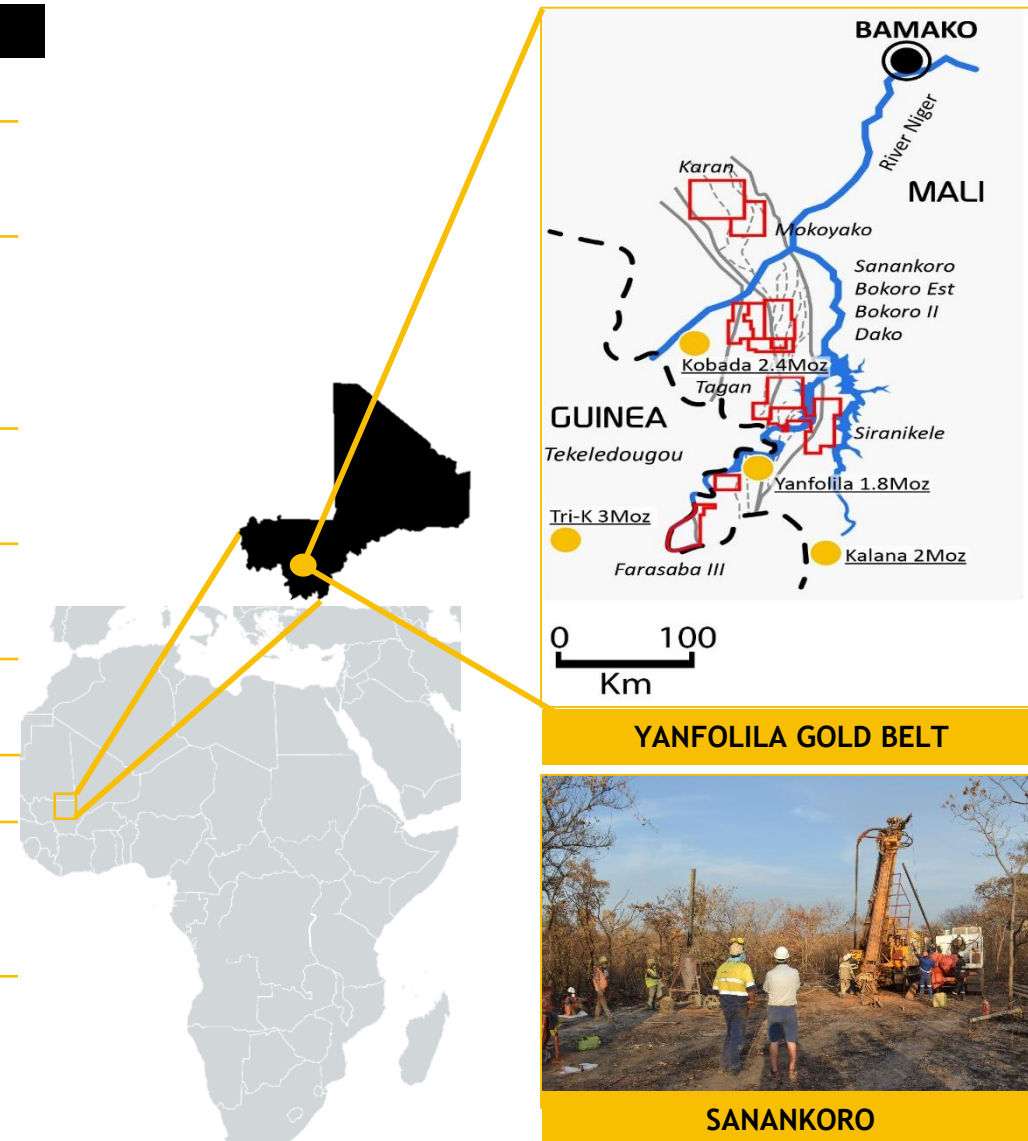 BAMAKO
River Niger
MALI
Karan
Mokoyako
Sanankoro
Bokoro Est
Bokoro II
Dako
Kobada 2.4Moz
Tagan
GUINEA
Siranikele
Tekeledougou
Yanfolila 1.8Moz
Tri-K 3Moz
Kalana 2Moz
Farasaba III
0 100
Km
YANFOLILA GOLD BELT
SANANKORO